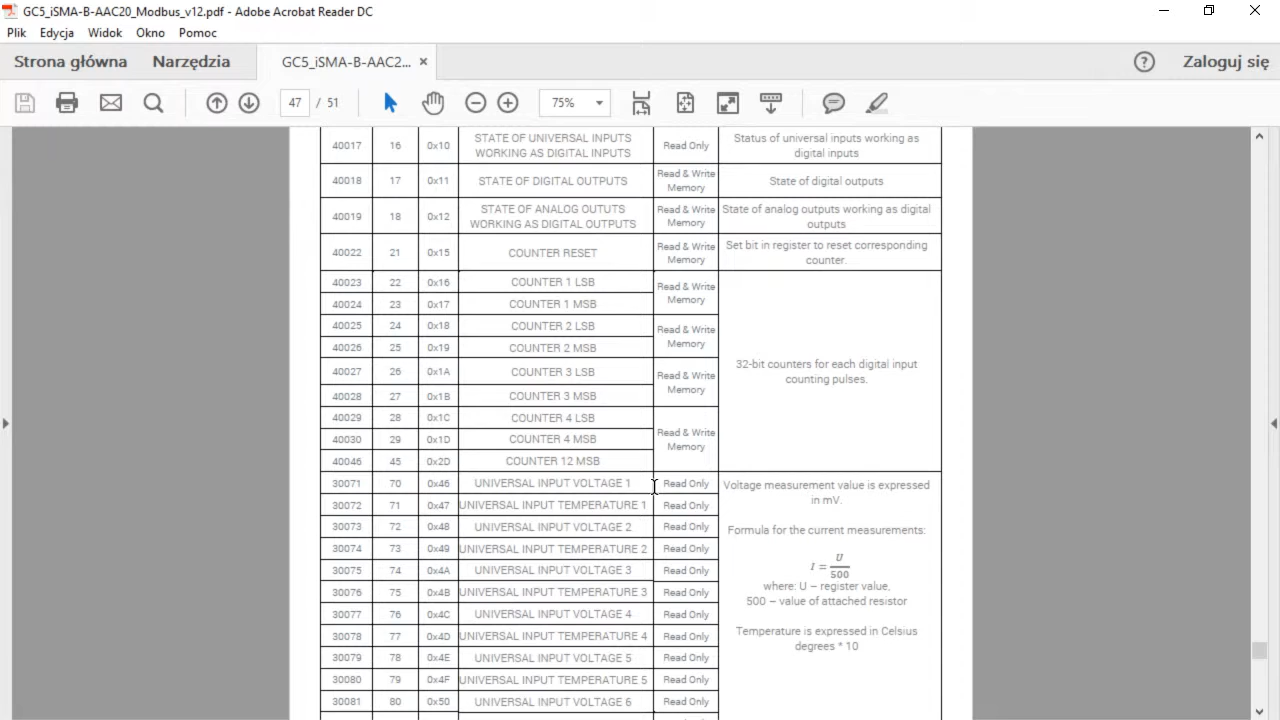 GC5_iSMA-B-AAC20_Modbus_v12.pdf - Adobe Acrobat Reader DC
Plik Edycja Widok Okno Pomoc
Strona główna Narzędzia GC5_iSMA-B-AAC2... × ? Zaloguj się
47 / 51 75%
40017 16 0x10 STATE OF UNIVERSAL INPUTS WORKING AS DIGITAL INPUTS Read Only Status of universal inputs working as digital inputs
40018 17 0x11 STATE OF DIGITAL OUTPUTS Read & Write Memory State of digital outputs
40019 18 0x12 STATE OF ANALOG OUTUTS WORKING AS DIGITAL OUTPUTS Read & Write Memory State of analog outputs working as digital outputs
40022 21 0x15 COUNTER RESET Read & Write Memory Set bit in register to reset corresponding counter.
40023 22 0x16 COUNTER 1 LSB Read & Write Memory
40024 23 0x17 COUNTER 1 MSB
40025 24 0x18 COUNTER 2 LSB Read & Write Memory
40026 25 0x19 COUNTER 2 MSB
32-bit counters for each digital input
counting pulses.
40027 26 0x1A COUNTER 3 LSB Read & Write Memory
40028 27 0x1B COUNTER 3 MSB
40029 28 0x1C COUNTER 4 LSB Read & Write Memory
40030 29 0x1D COUNTER 4 MSB
40046 45 0x2D COUNTER 12 MSB
30071 70 0x46 UNIVERSAL INPUT VOLTAGE 1 Read Only
30072 71 0x47 UNIVERSAL INPUT TEMPERATURE 1 Read Only
30073 72 0x48 UNIVERSAL INPUT VOLTAGE 2 Read Only
30074 73 0x49 UNIVERSAL INPUT TEMPERATURE 2 Read Only
30075 74 0x4A UNIVERSAL INPUT VOLTAGE 3 Read Only
30076 75 0x4B UNIVERSAL INPUT TEMPERATURE 3 Read Only
30077 76 0x4C UNIVERSAL INPUT VOLTAGE 4 Read Only
30078 77 0x4D UNIVERSAL INPUT TEMPERATURE 4 Read Only
30079 78 0x4E UNIVERSAL INPUT VOLTAGE 5 Read Only
30080 79 0x4F UNIVERSAL INPUT TEMPERATURE 5 Read Only
30081 80 0x50 UNIVERSAL INPUT VOLTAGE 6 Read Only
Voltage measurement value is expressed
in mV.
Formula for the current measurements:
I = U/500
where: U – register value,
500 – value of attached resistor
Temperature is expressed in Celsius
degrees * 10